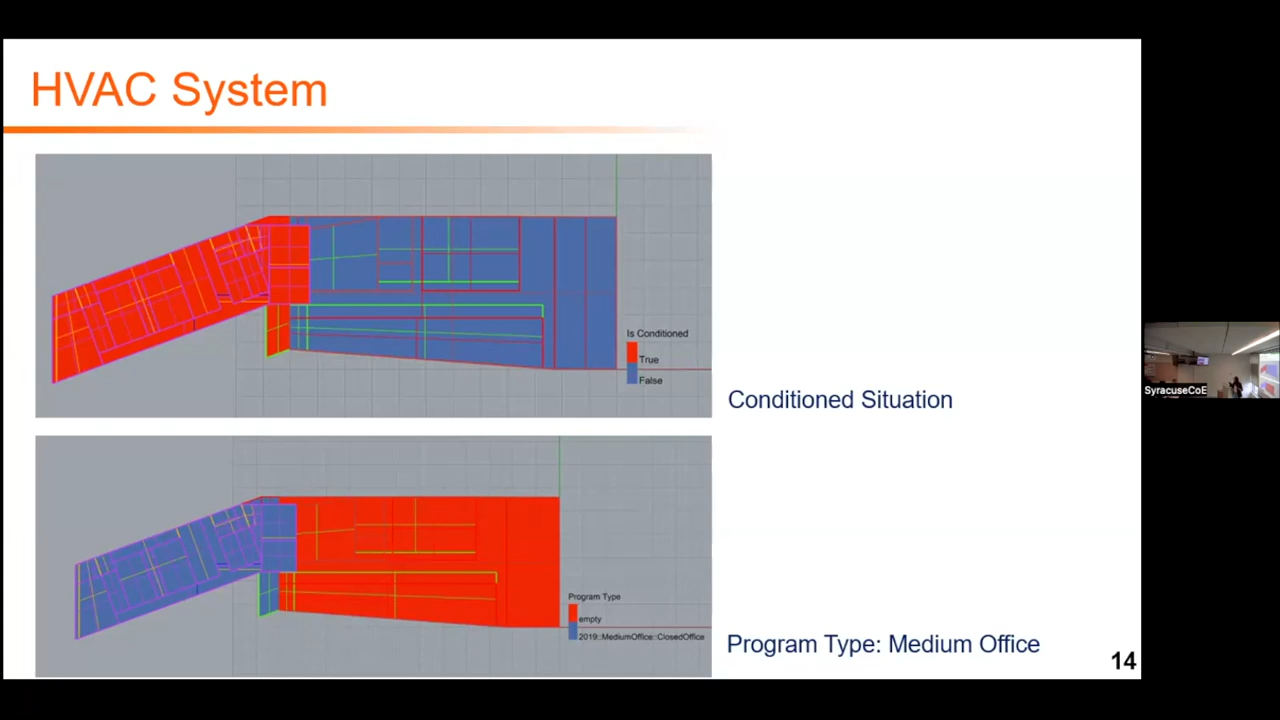 HVAC System
Is Conditioned
True
False
Conditioned Situation
Program Type
empty
2019::MediumOffice::ClosedOffice
Program Type: Medium Office
14
SyracuseCoE